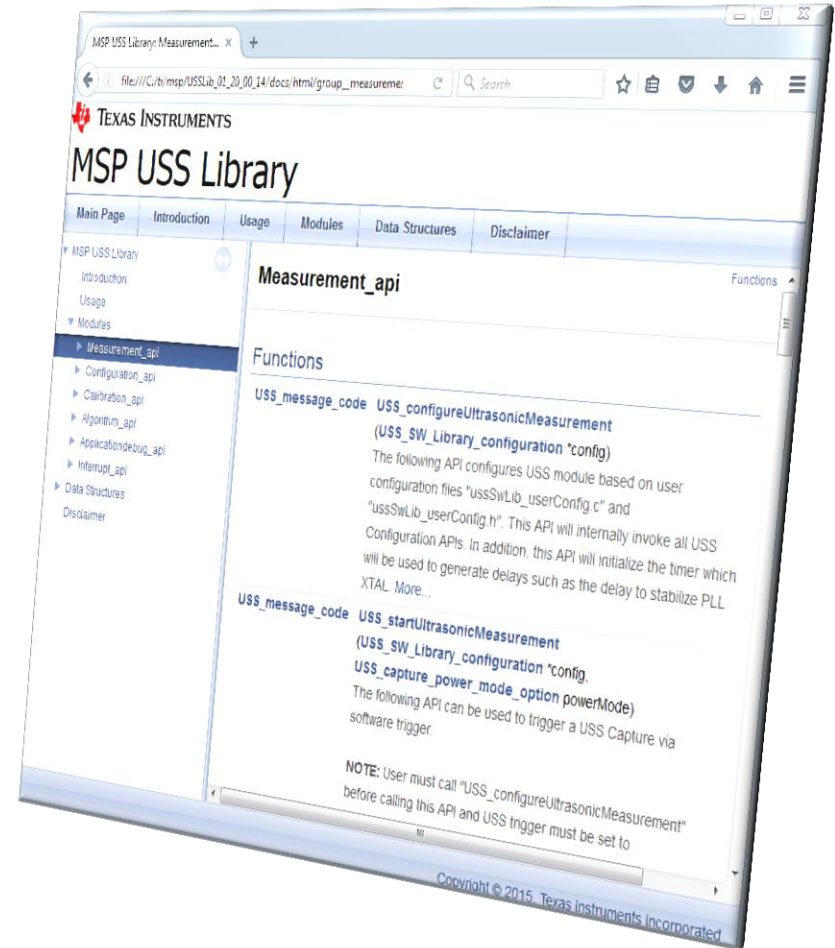 MSP USS Library: Measurement... × +
file:///C:/ti/msp/USSLib_01_20_00_14/docs/html/group__measuremer
Search
TEXAS INSTRUMENTS
MSP USS Library
Main Page Introduction Usage Modules Data Structures Disclaimer
MSP USS Library
Introduction
Usage
Modules
Measurement_api
Configuration_api
Calibration_api
Algorithm_api
Applicationdebug_api
Interrupt_api
Data Structures
Disclaimer
Functions
Measurement_api
Functions
USS_message_code USS_configureUltrasonicMeasurement
(USS_SW_Library_configuration *config)
The following API configures USS module based on user
configuration files "ussSwLib_userConfig.c" and
"ussSwLib_userConfig.h". This API will internally invoke all USS
Configuration APIs. In addition, this API will initialize the timer which
will be used to generate delays such as the delay to stabilize PLL
XTAL. More...
USS_message_code USS_startUltrasonicMeasurement
(USS_SW_Library_configuration *config,
USS_capture_power_mode_option powerMode)
The following API can be used to trigger a USS Capture via
software trigger.
NOTE: User must call "USS_configureUltrasonicMeasurement"
before calling this API and USS trigger must be set to
Copyright © 2015, Texas Instruments Incorporated